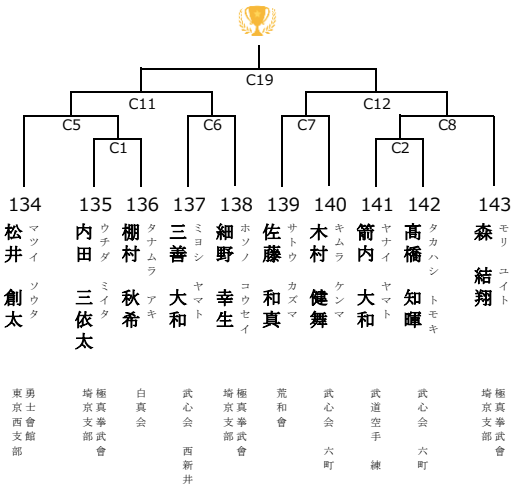 C19
C11
C12
C5
C6
C7
C8
C1
C2
134
135
136
137
138
139
140
141
142
143
松井 創太
マツイ ソウタ
内田 三依太
ウチダ ミイタ
棚村 秋希
タナムラ アキ
三善 大和
ミヨシ ヤマト
細野 幸生
ホソノ コウセイ
佐藤 和真
サトウ カズマ
木村 健舞
キムラ ケンマ
箭内 大和
ヤナイ ヤマト
髙橋 知暉
タカハシ トモキ
森 結翔
モリ ユイト
勇士會館
東京西支部
極真拳武會
埼京支部
白真会
武心会 西新井
極真拳武會
埼京支部
荒和會
武心会 六町
武道空手 練
武心会 六町
極真拳武會
埼京支部